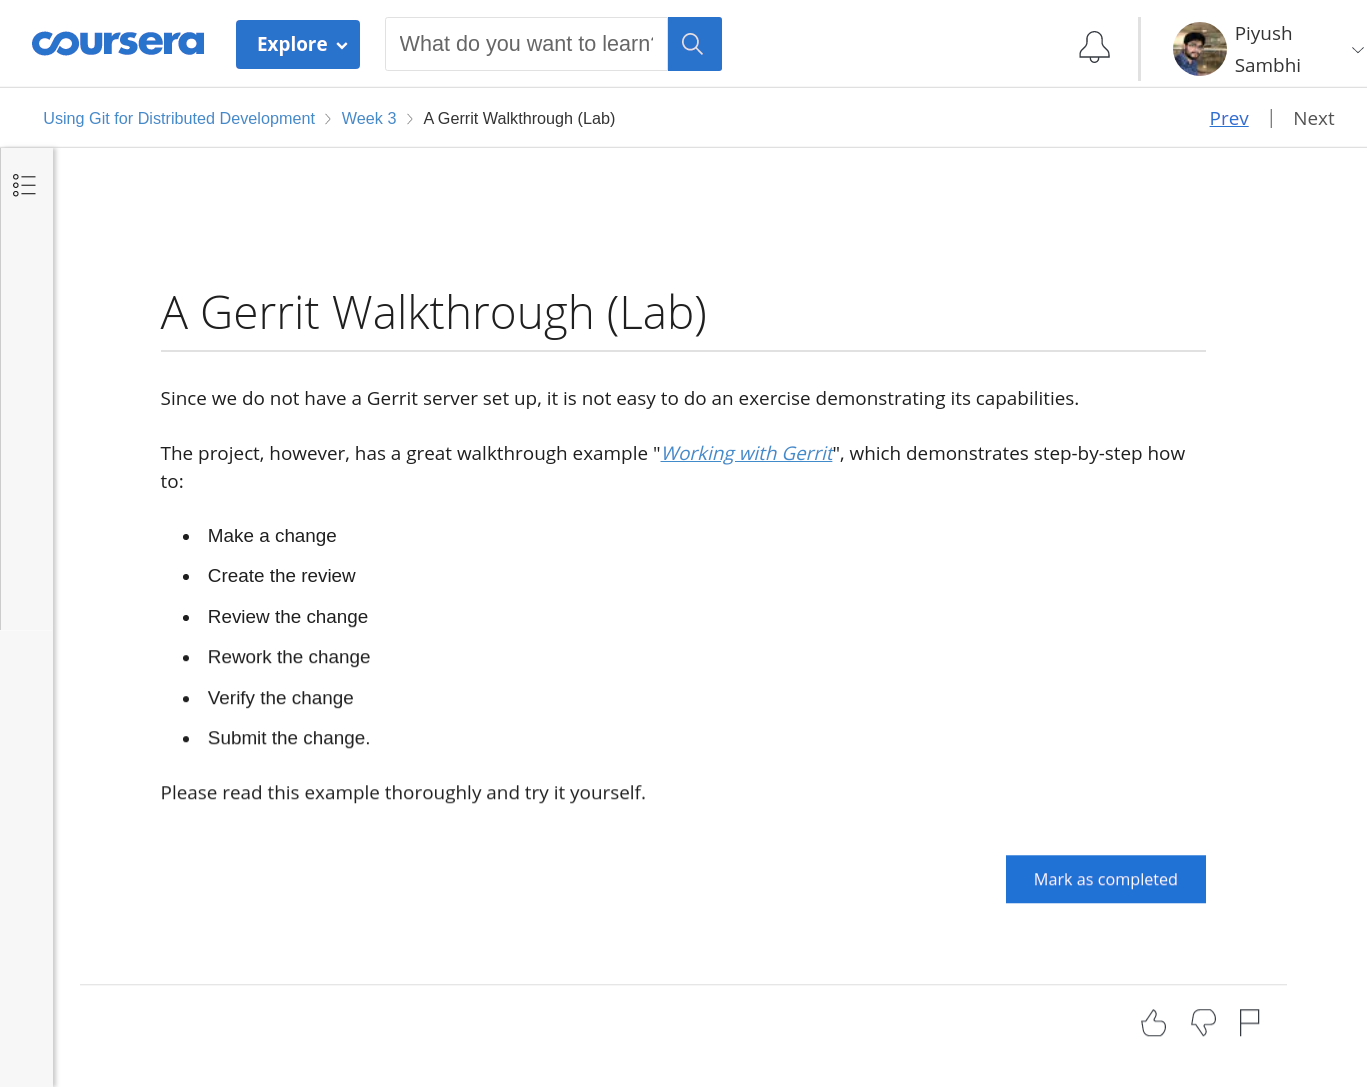 coursera
Explore
What do you want to learn?
Piyush
Sambhi
Using Git for Distributed Development
Week 3
A Gerrit Walkthrough (Lab)
Prev
Next
A Gerrit Walkthrough (Lab)
Since we do not have a Gerrit server set up, it is not easy to do an exercise demonstrating its capabilities.
The project, however, has a great walkthrough example "Working with Gerrit", which demonstrates step-by-step how
to:
• Make a change
• Create the review
• Review the change
• Rework the change
• Verify the change
• Submit the change.
Please read this example thoroughly and try it yourself.
Mark as completed